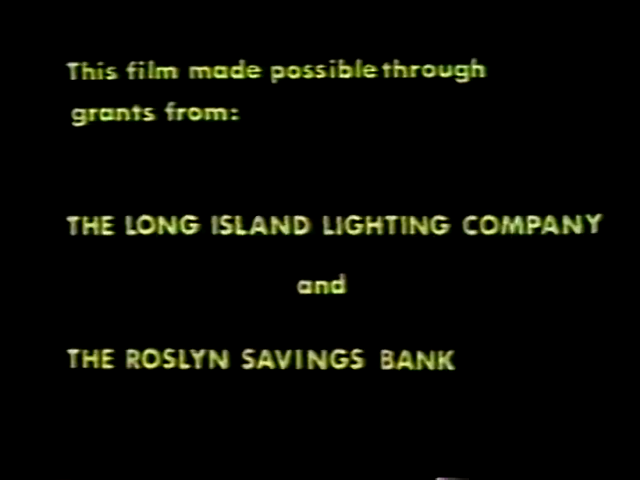 This film made possible through
grants from:
THE LONG ISLAND LIGHTING COMPANY
and
THE ROSLYN SAVINGS BANK